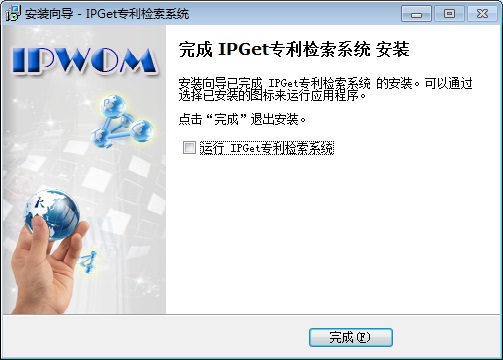 安装向导 - IPGet专利检索系统
IPWOM
完成 IPGet专利检索系统 安装
安装向导已完成 IPGet专利检索系统 的安装。可以通过
选择已安装的图标来运行应用程序。
点击“完成”退出安装。
运行 IPGet专利检索系统
完成(F)